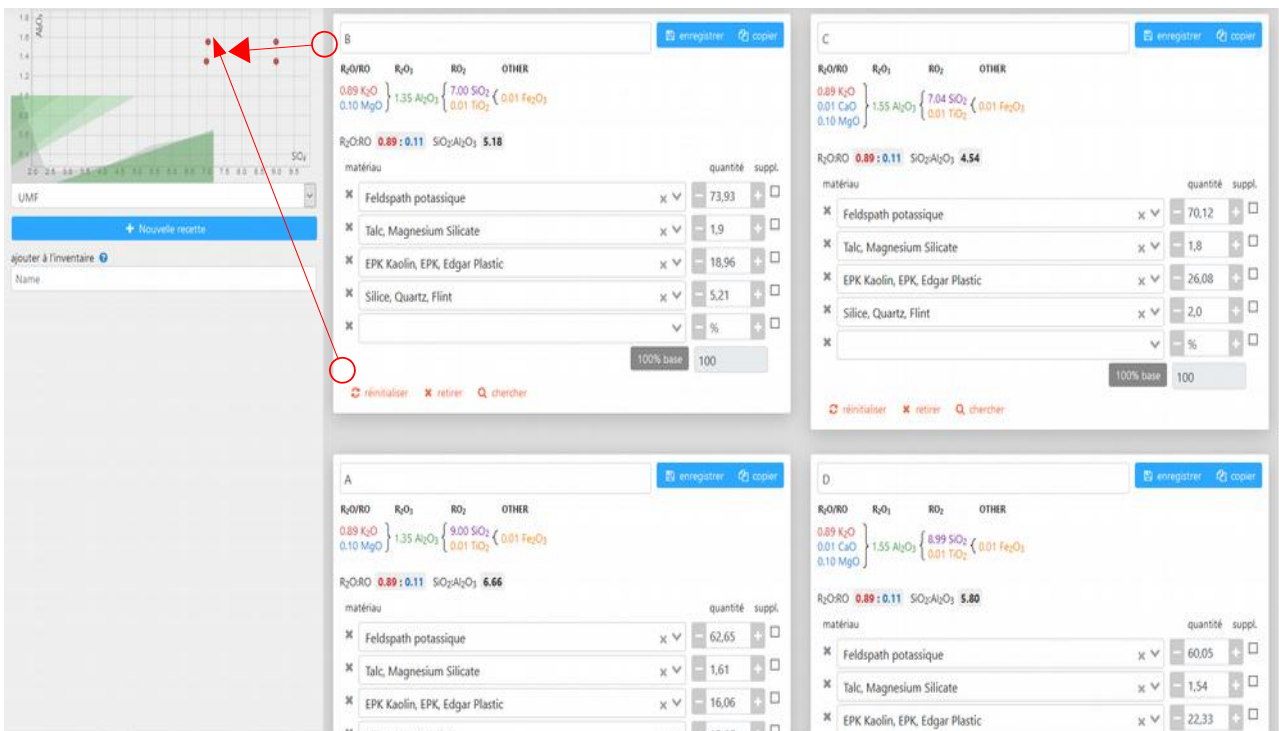 1.8
Al₂O₃
1.6
1.4
1.2
SO₂
UMF
+ Nouvelle recette
ajouter à l'inventaire
Name
B
enregistrer copier
R₂O/RO R₂O₃ RO₂ OTHER
0.89 K₂O
0.10 MgO
1.35 Al₂O₃
7.00 SiO₂
0.01 TiO₂
0.01 Fe₂O₃
R₂O:RO 0.89 : 0.11 SiO₂:Al₂O₃ 5.18
matériau quantité suppl.
Feldspath potassique 73,93
Talc, Magnesium Silicate 1,9
EPK Kaolin, EPK, Edgar Plastic 18,96
Silice, Quartz, Flint 5,21
%
100% base 100
réinitialiser retirer chercher
C
enregistrer copier
R₂O/RO R₂O₃ RO₂ OTHER
0.89 K₂O
0.01 CaO
0.10 MgO
1.55 Al₂O₃
7.04 SiO₂
0.01 TiO₂
0.01 Fe₂O₃
R₂O:RO 0.89 : 0.11 SiO₂:Al₂O₃ 4.54
matériau quantité suppl.
Feldspath potassique 70,12
Talc, Magnesium Silicate 1,8
EPK Kaolin, EPK, Edgar Plastic 26,08
Silice, Quartz, Flint 2,0
%
100% base 100
réinitialiser retirer chercher
A
enregistrer copier
R₂O/RO R₂O₃ RO₂ OTHER
0.89 K₂O
0.10 MgO
1.35 Al₂O₃
9.00 SiO₂
0.01 TiO₂
0.01 Fe₂O₃
R₂O:RO 0.89 : 0.11 SiO₂:Al₂O₃ 6.66
matériau quantité suppl.
Feldspath potassique 62,65
Talc, Magnesium Silicate 1,61
EPK Kaolin, EPK, Edgar Plastic 16,06
D
enregistrer copier
R₂O/RO R₂O₃ RO₂ OTHER
0.89 K₂O
0.01 CaO
0.10 MgO
1.55 Al₂O₃
8.99 SiO₂
0.01 TiO₂
0.01 Fe₂O₃
R₂O:RO 0.89 : 0.11 SiO₂:Al₂O₃ 5.80
matériau quantité suppl.
Feldspath potassique 60,05
Talc, Magnesium Silicate 1,54
EPK Kaolin, EPK, Edgar Plastic 22,33